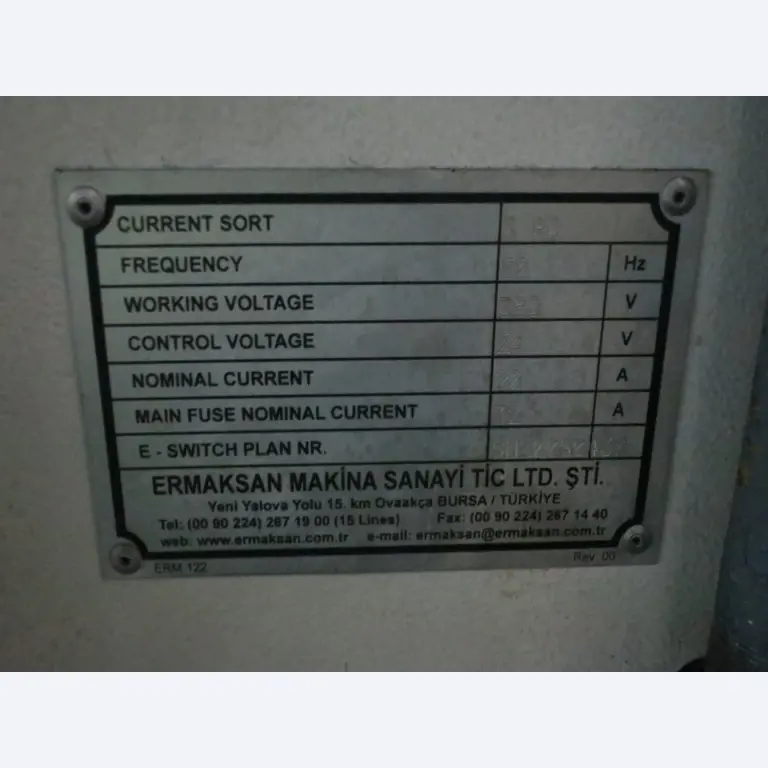 CURRENT SORT
FREQUENCY Hz
WORKING VOLTAGE V
CONTROL VOLTAGE V
NOMINAL CURRENT A
MAIN FUSE NOMINAL CURRENT A
E - SWITCH PLAN NR.
ERMAKSAN MAKİNA SANAYİ TİC LTD. ŞTİ.
Yeni Yalova Yolu 15. km Ovaakça BURSA / TÜRKİYE
Tel: (00 90 224) 267 19 00 (15 Lines) Fax: (00 90 224) 267 14 40
web: www.ermaksan.com.tr e-mail: ermaksan@ermaksan.com.tr
ERM 122 Rev. 00